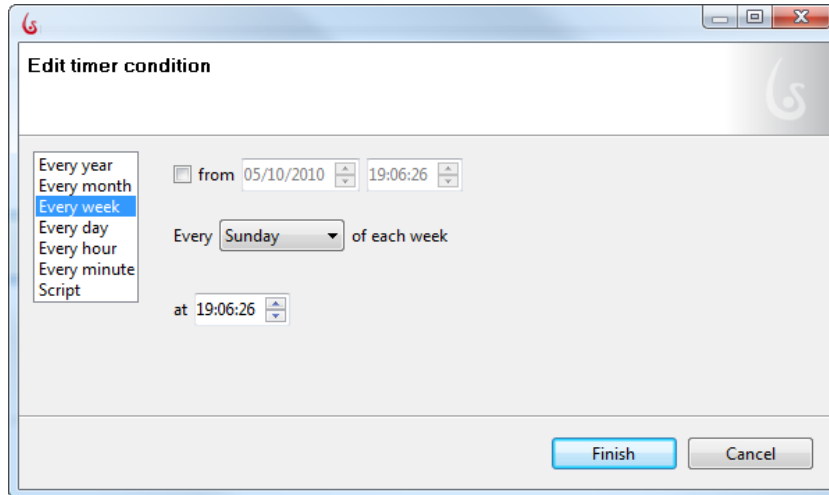 Edit timer condition
Every year
Every month
Every week
Every day
Every hour
Every minute
Script
from 05/10/2010 19:06:26
Every Sunday of each week
at 19:06:26
Finish Cancel